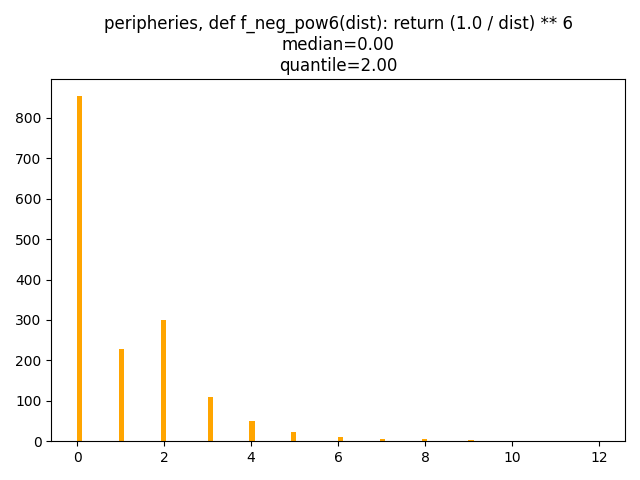 peripheries, def f_neg_pow6(dist): return (1.0 / dist) ** 6
median=0.00
quantile=2.00
800
700
600
500
400
300
200
100
0
0 2 4 6 8 10 12